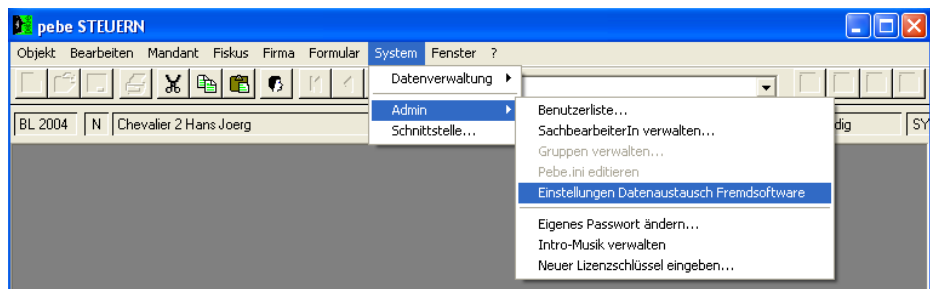 pebe STEUERN
Objekt Bearbeiten Mandant Fiskus Firma Formular System Fenster ?
Datenverwaltung
Admin
Schnittstelle...
BL 2004 N Chevalier 2 Hans Joerg dig SY
Benutzerliste...
SachbearbeiterIn verwalten...
Gruppen verwalten...
Pebe.ini editieren
Einstellungen Datenaustausch Fremdsoftware
Eigenes Passwort ändern...
Intro-Musik verwalten
Neuer Lizenzschlüssel eingeben...